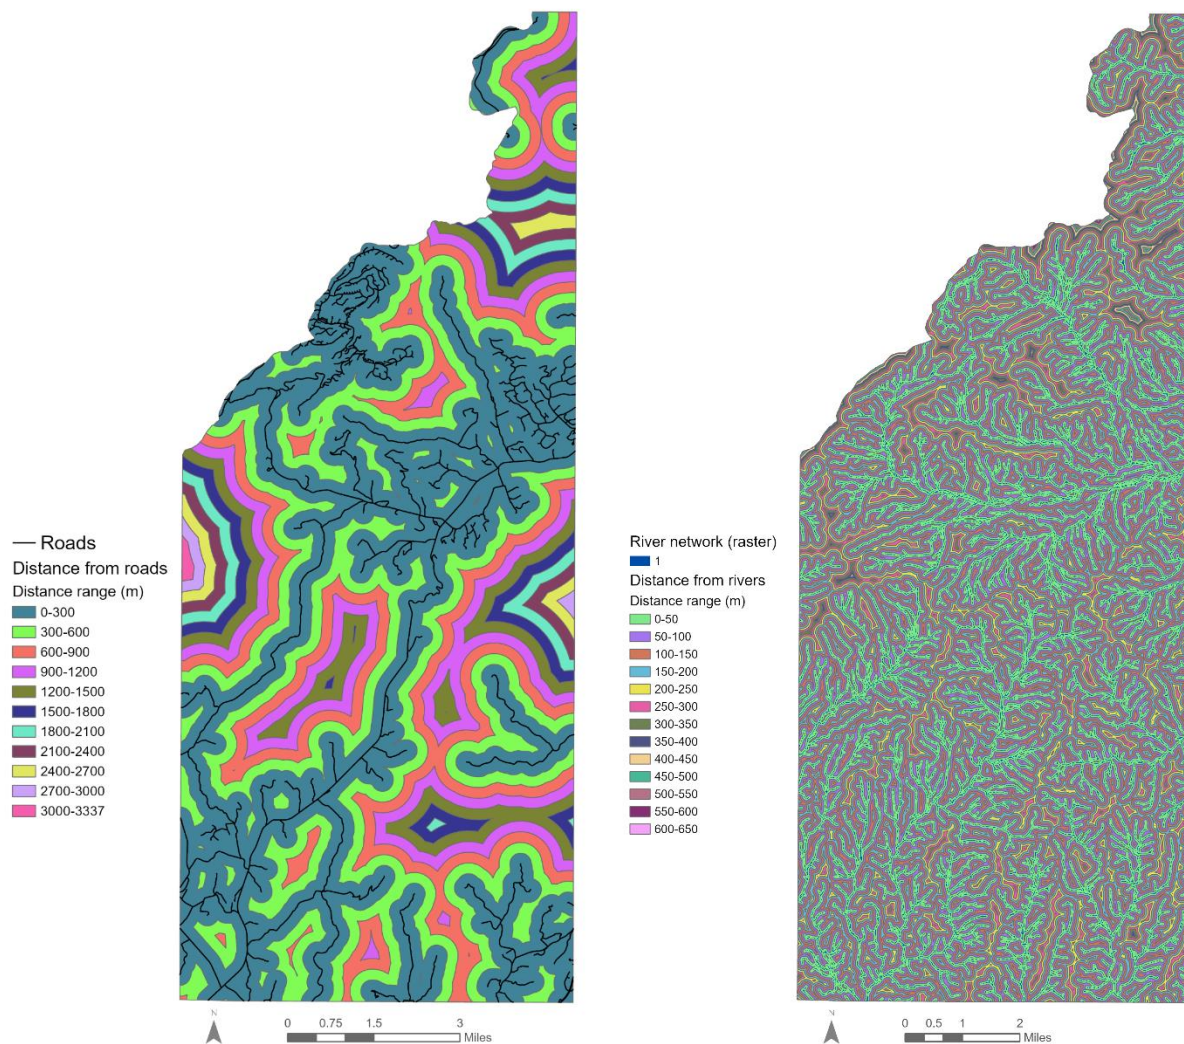 Roads
Distance from roads
Distance range (m)
0-300
300-600
600-900
900-1200
1200-1500
1500-1800
1800-2100
2100-2400
2400-2700
2700-3000
3000-3337
N
0 0.75 1.5 3
Miles
River network (raster)
1
Distance from rivers
Distance range (m)
0-50
50-100
100-150
150-200
200-250
250-300
300-350
350-400
400-450
450-500
500-550
550-600
600-650
N
0 0.5 1 2
Miles